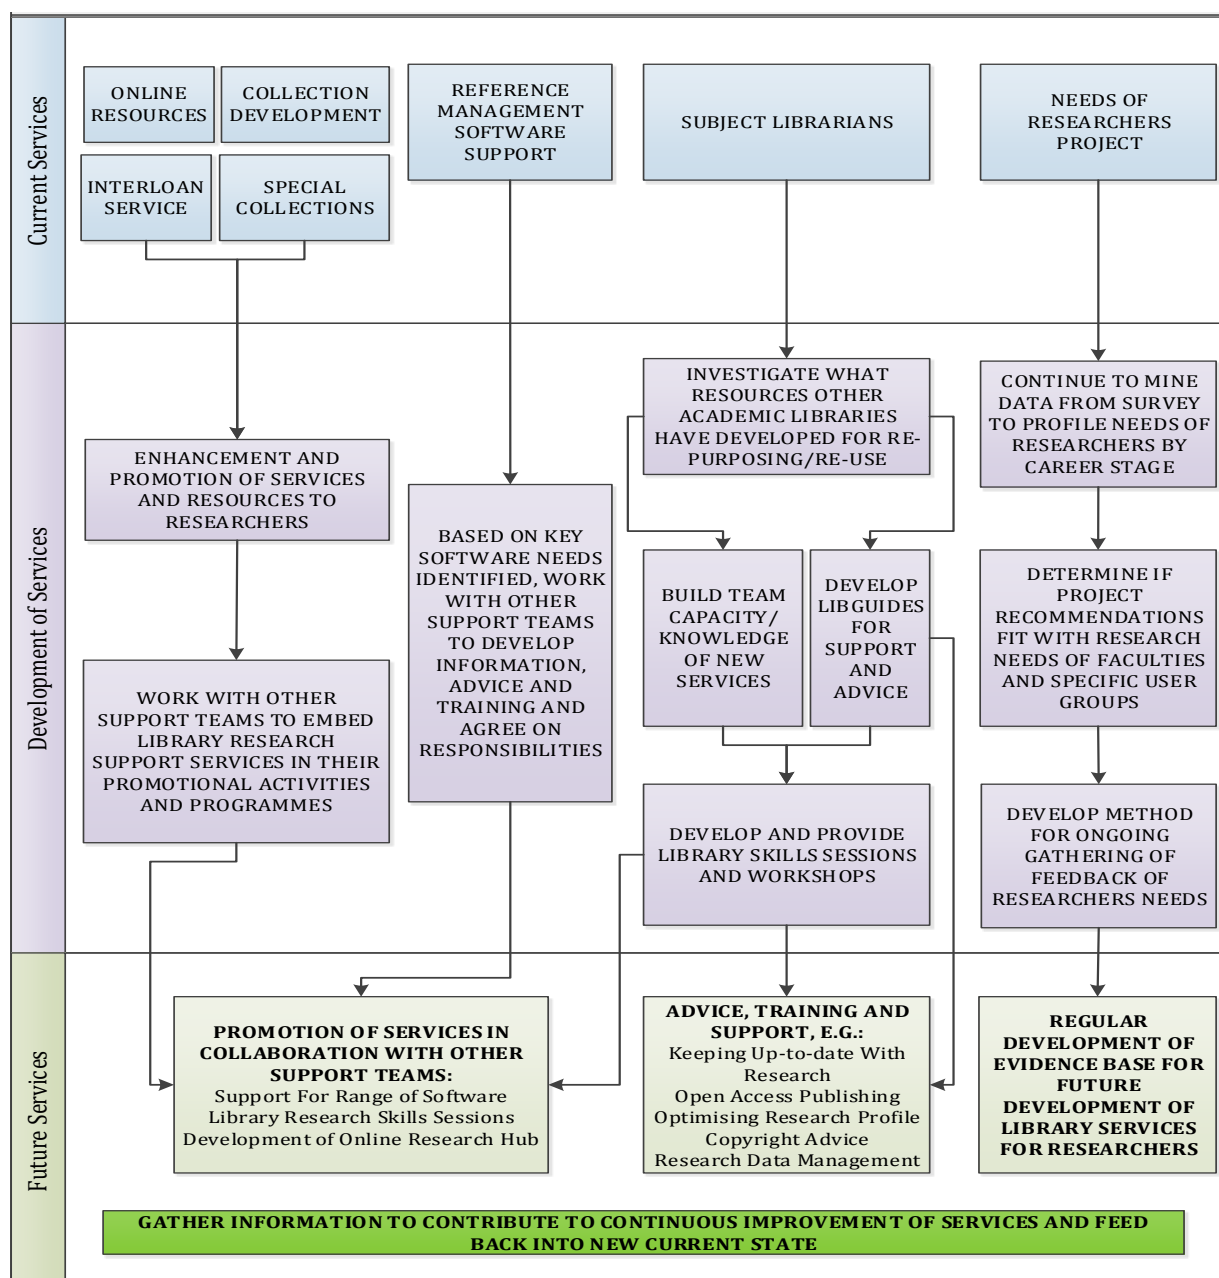 Current Services
ONLINE
RESOURCES
COLLECTION
DEVELOPMENT
INTERLOAN
SERVICE
SPECIAL
COLLECTIONS
REFERENCE
MANAGEMENT
SOFTWARE
SUPPORT
SUBJECT LIBRARIANS
NEEDS OF
RESEARCHERS
PROJECT
Development of Services
ENHANCEMENT AND
PROMOTION OF SERVICES
AND RESOURCES TO
RESEARCHERS
WORK WITH OTHER
SUPPORT TEAMS TO EMBED
LIBRARY RESEARCH
SUPPORT SERVICES IN THEIR
PROMOTIONAL ACTIVITIES
AND PROGRAMMES
BASED ON KEY
SOFTWARE NEEDS
IDENTIFIED, WORK
WITH OTHER
SUPPORT TEAMS
TO DEVELOP
INFORMATION,
ADVICE AND
TRAINING AND
AGREE ON
RESPONSIBILITIES
INVESTIGATE WHAT
RESOURCES OTHER
ACADEMIC LIBRARIES
HAVE DEVELOPED FOR RE-
PURPOSING/RE-USE
BUILD TEAM
CAPACITY/
KNOWLEDGE
OF NEW
SERVICES
DEVELOP
LIBGUIDES
FOR
SUPPORT
AND
ADVICE
DEVELOP AND PROVIDE
LIBRARY SKILLS SESSIONS
AND WORKSHOPS
CONTINUE TO MINE
DATA FROM SURVEY
TO PROFILE NEEDS OF
RESEARCHERS BY
CAREER STAGE
DETERMINE IF
PROJECT
RECOMMENDATIONS
FIT WITH RESEARCH
NEEDS OF FACULTIES
AND SPECIFIC USER
GROUPS
DEVELOP METHOD
FOR ONGOING
GATHERING OF
FEEDBACK OF
RESEARCHERS NEEDS
Future Services
PROMOTION OF SERVICES IN
COLLABORATION WITH OTHER
SUPPORT TEAMS:
Support For Range of Software
Library Research Skills Sessions
Development of Online Research Hub
ADVICE, TRAINING AND
SUPPORT, E.G.:
Keeping Up-to-date With
Research
Open Access Publishing
Optimising Research Profile
Copyright Advice
Research Data Management
REGULAR
DEVELOPMENT OF
EVIDENCE BASE FOR
FUTURE
DEVELOPMENT OF
LIBRARY SERVICES
FOR RESEARCHERS
GATHER INFORMATION TO CONTRIBUTE TO CONTINUOUS IMPROVEMENT OF SERVICES AND FEED
BACK INTO NEW CURRENT STATE